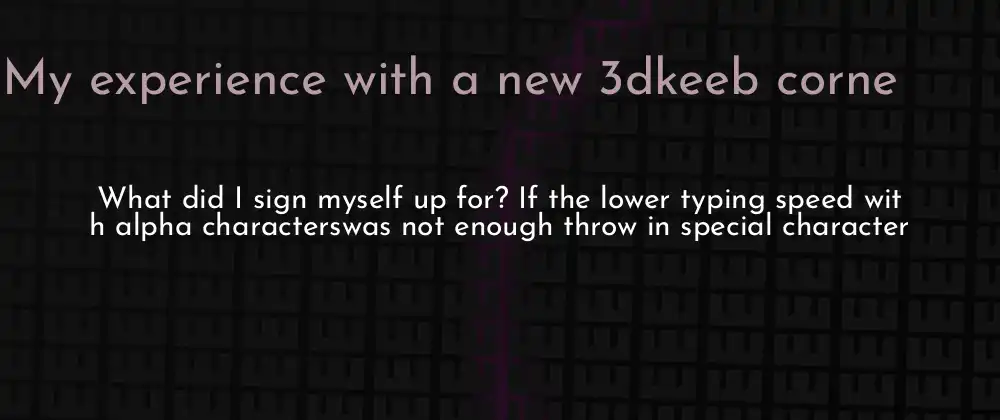 My experience with a new 3dkeeb corne
What did I sign myself up for? If the lower typing speed wit
h alpha characterswas not enough throw in special character